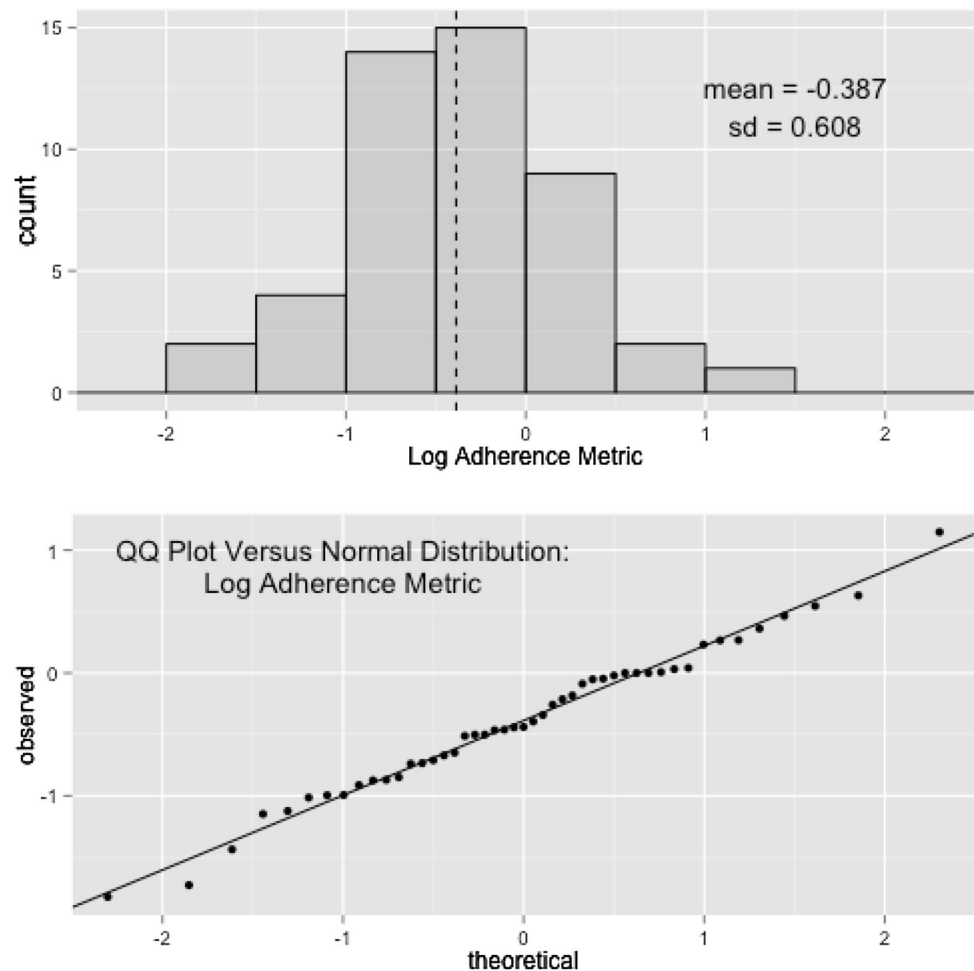 15
10
5
0
count
mean = -0.387
sd = 0.608
-2 -1 0 1 2
Log Adherence Metric
QQ Plot Versus Normal Distribution:
Log Adherence Metric
1
0
-1
observed
-2 -1 0 1 2
theoretical